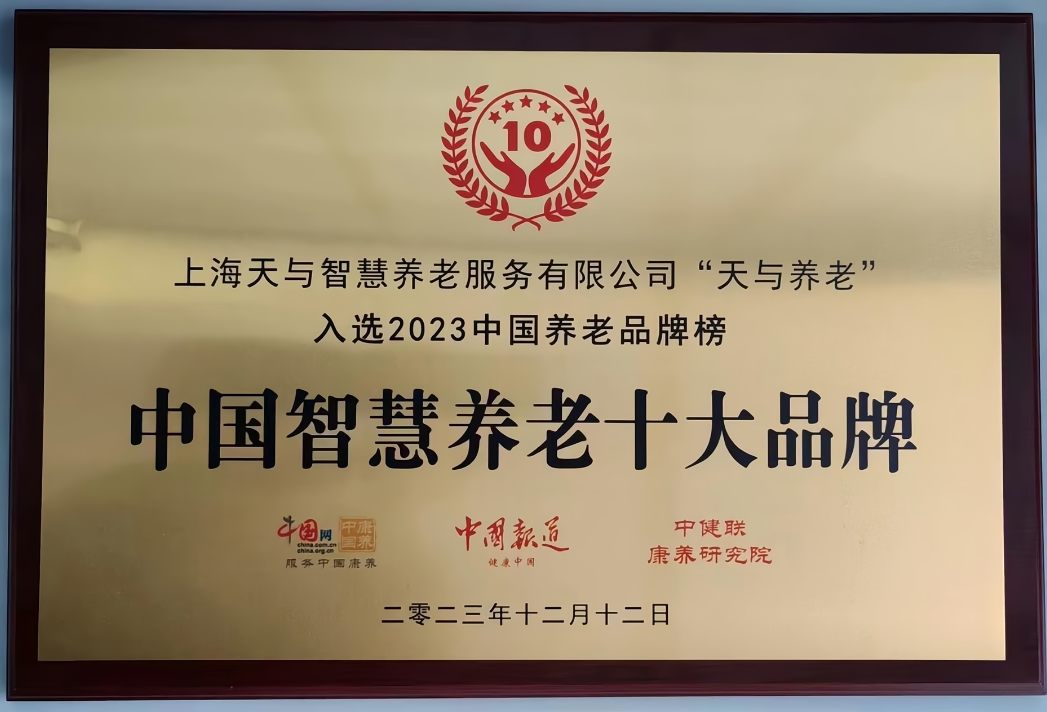 10
上海天与智慧养老服务有限公司“天与养老”
入选2023中国养老品牌榜
中国智慧养老十大品牌
中国网
china.com.cn
china.org.cn
康养中国
服务中国康养
中國報道
健康中国
中健联
康养研究院
二零二三年十二月十二日